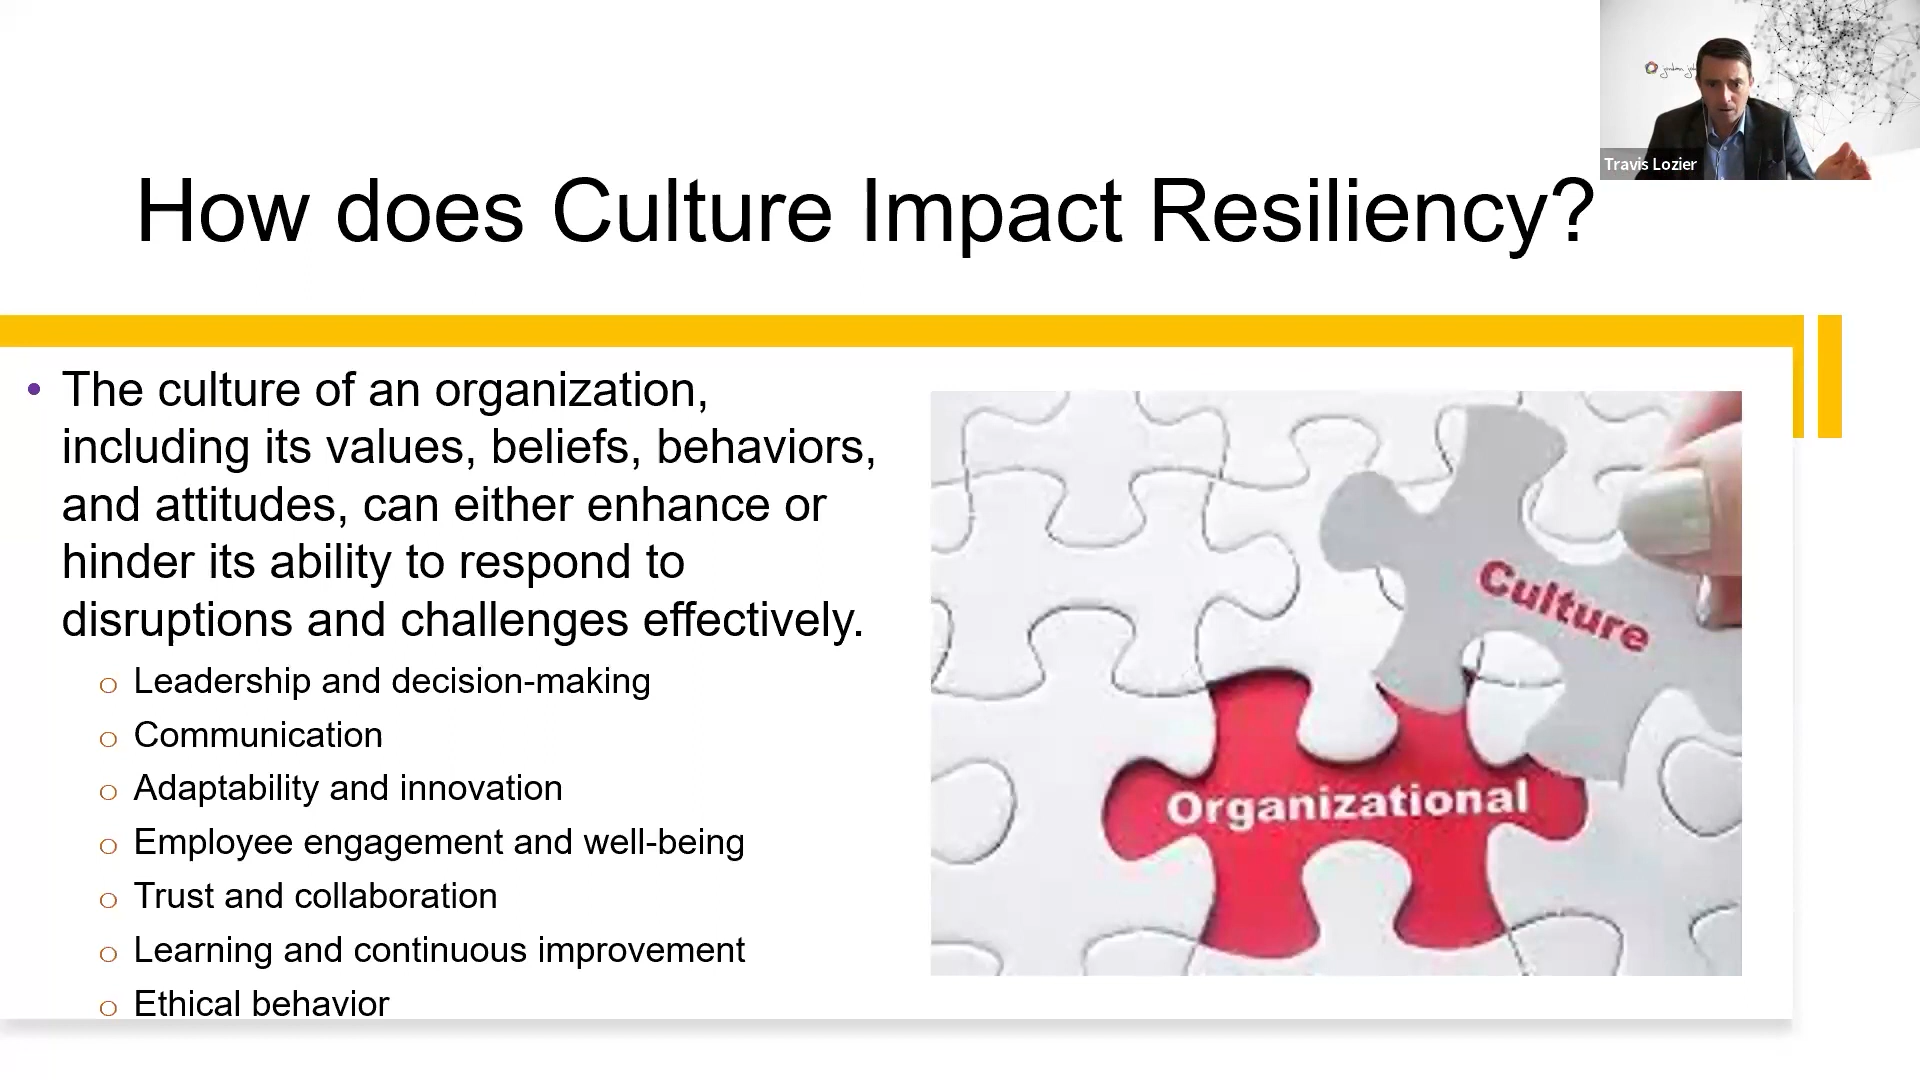 Travis Lozier
How does Culture Impact Resiliency?
• The culture of an organization,
including its values, beliefs, behaviors,
and attitudes, can either enhance or
hinder its ability to respond to
disruptions and challenges effectively.
o Leadership and decision-making
o Communication
o Adaptability and innovation
o Employee engagement and well-being
o Trust and collaboration
o Learning and continuous improvement
o Ethical behavior
Culture
Organizational